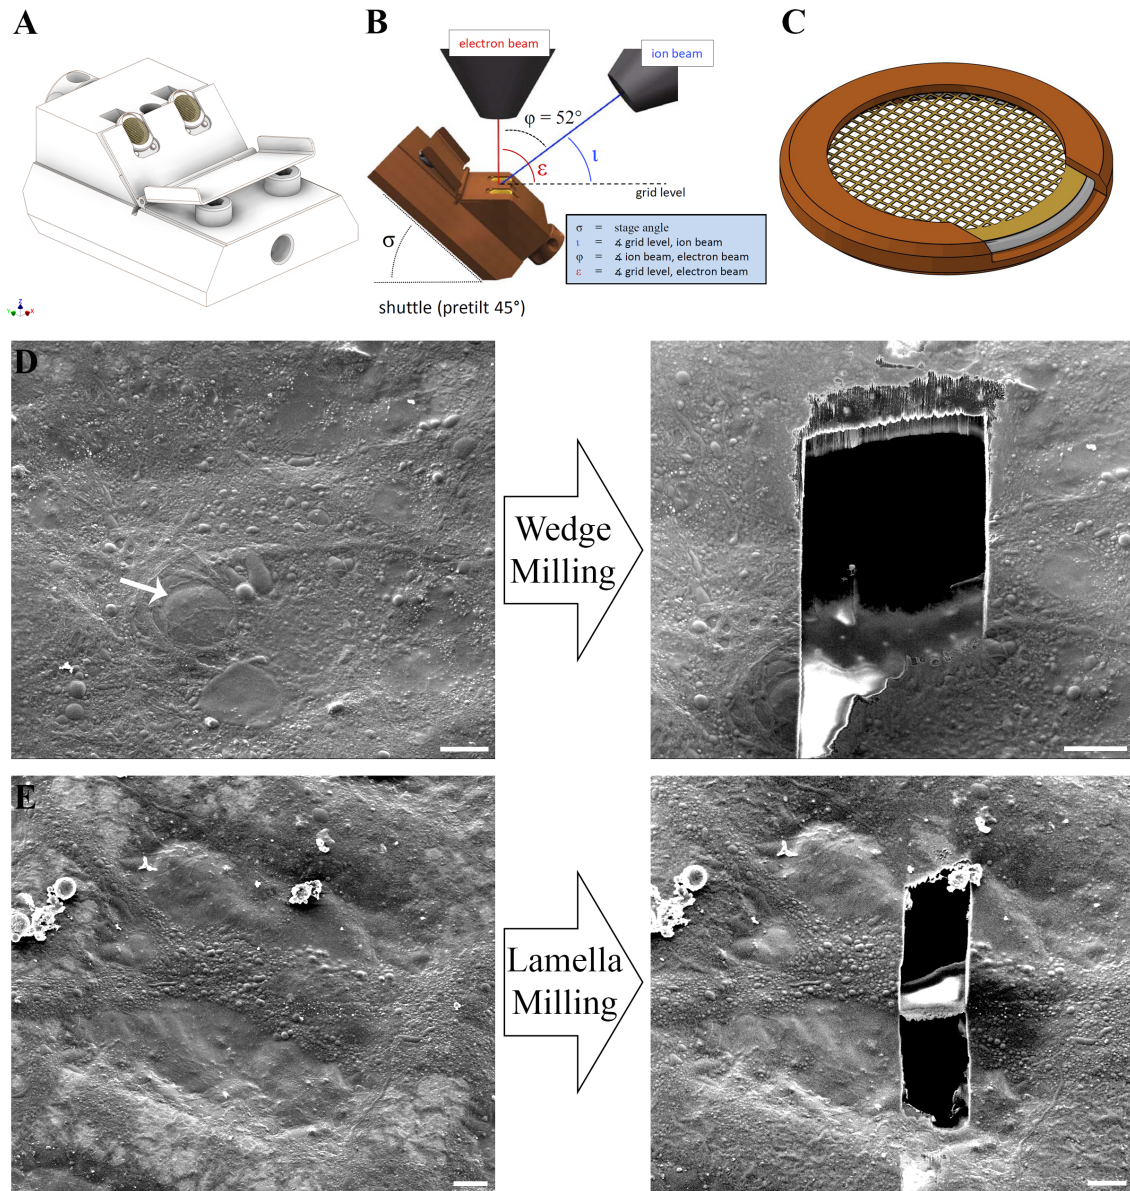 A
B
C
electron beam
ion beam
φ = 52°
ε
ι
grid level
σ
σ = stage angle
ι = ∡ grid level, ion beam
φ = ∡ ion beam, electron beam
ε = ∡ grid level, electron beam
shuttle (pretilt 45°)
Z
Y
X
D
Wedge
Milling
E
Lamella
Milling